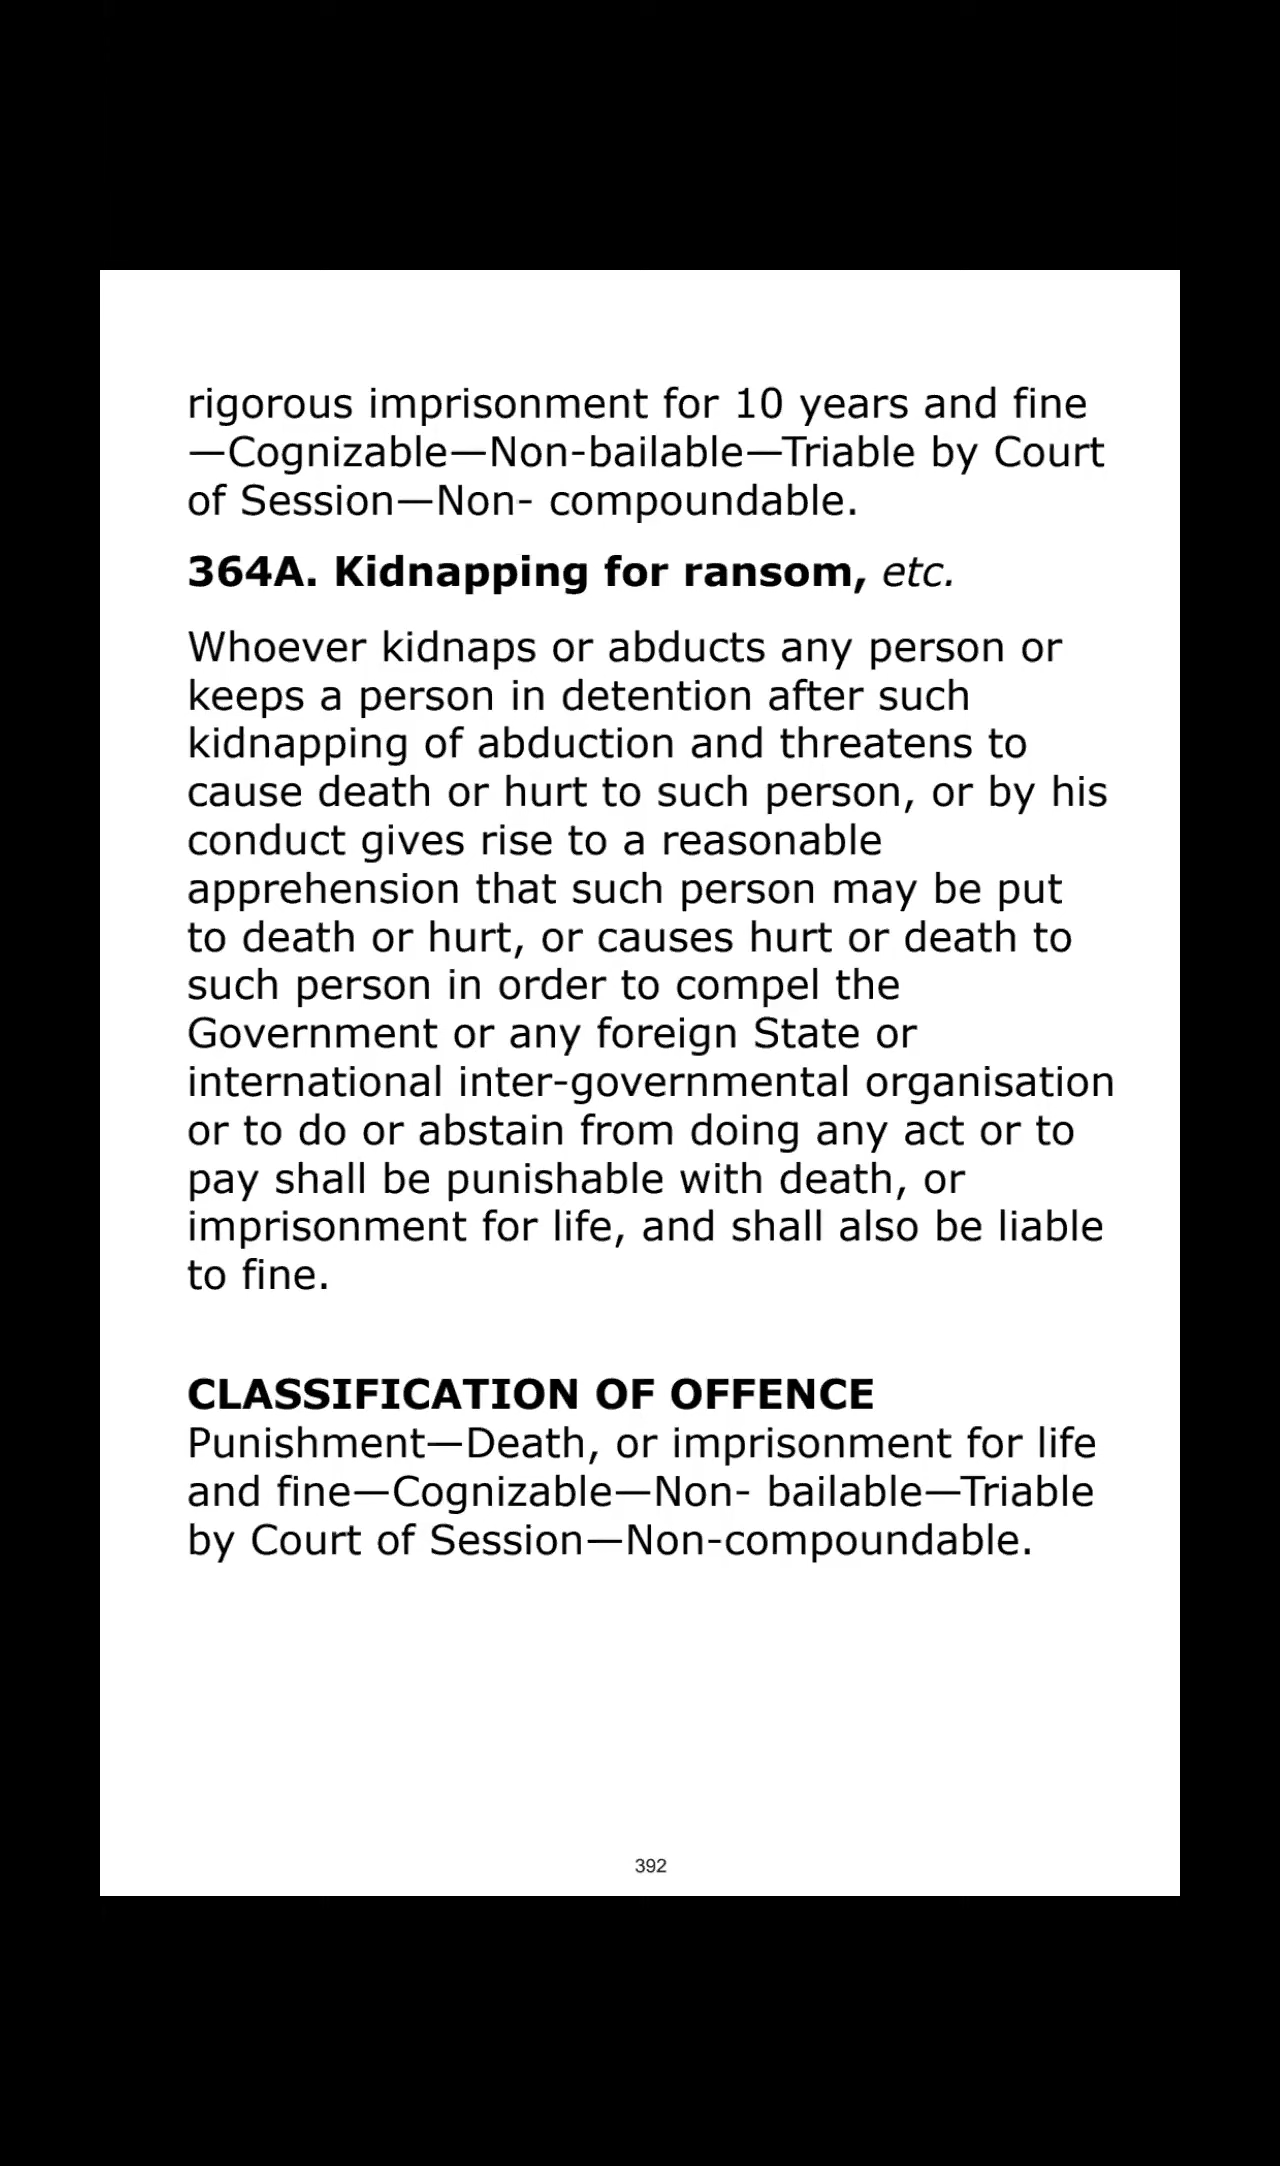 rigorous imprisonment for 10 years and fine
—Cognizable—Non-bailable—Triable by Court
of Session—Non- compoundable.
364A. Kidnapping for ransom, etc.
Whoever kidnaps or abducts any person or
keeps a person in detention after such
kidnapping of abduction and threatens to
cause death or hurt to such person, or by his
conduct gives rise to a reasonable
apprehension that such person may be put
to death or hurt, or causes hurt or death to
such person in order to compel the
Government or any foreign State or
international inter-governmental organisation
or to do or abstain from doing any act or to
pay shall be punishable with death, or
imprisonment for life, and shall also be liable
to fine.
CLASSIFICATION OF OFFENCE
Punishment—Death, or imprisonment for life
and fine—Cognizable—Non- bailable—Triable
by Court of Session—Non-compoundable.
392